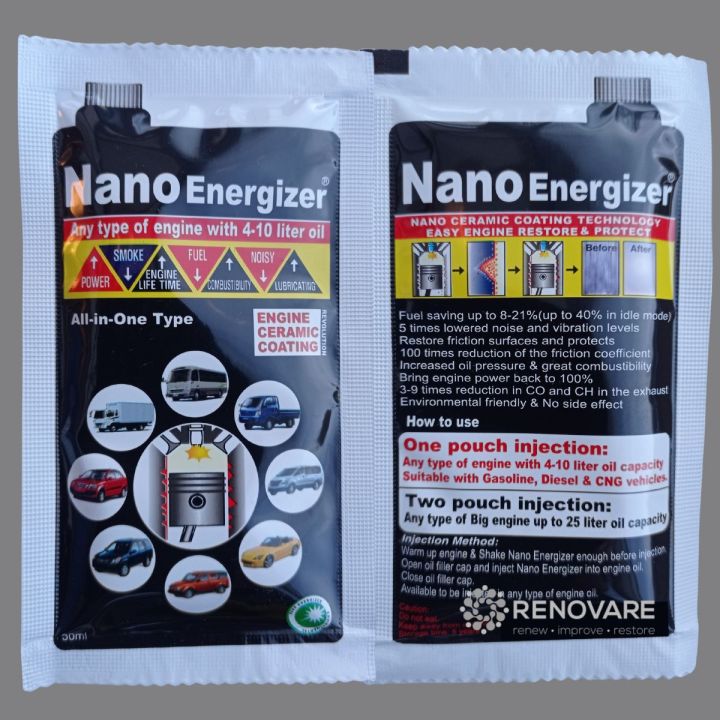 Nano Energizer®
Any type of engine with 4-10 liter oil
POWER SMOKE ENGINE LIFE TIME FUEL COMBUSTIBILITY NOISY LUBRICATING
All-in-One Type
ENGINE
CERAMIC
COATING
REVOLUTION
50ml
Nano Energizer®
NANO CERAMIC COATING TECHNOLOGY
EASY ENGINE RESTORE & PROTECT
Before After
Fuel saving up to 8-21%(up to 40% in idle mode)
5 times lowered noise and vibration levels
Restore friction surfaces and protects
100 times reduction of the friction coefficient
Increased oil pressure & great combustibility
Bring engine power back to 100%
3-9 times reduction in CO and CH in the exhaust
Environmental friendly & No side effect
How to use
One pouch injection:
Any type of engine with 4-10 liter oil capacity
Suitable with Gasoline, Diesel & CNG vehicles.
Two pouch injection:
Any type of Big engine up to 25 liter oil capacity
Injection Method:
Warm up engine & Shake Nano Energizer enough before injection.
Open oil filler cap and inject Nano Energizer into engine oil.
Close oil filler cap.
Available to be in any type of engine oil.
Caution:
Do not eat.
Keep away from
Storage time: 5 years
RENOVARE
renew • improve • restore